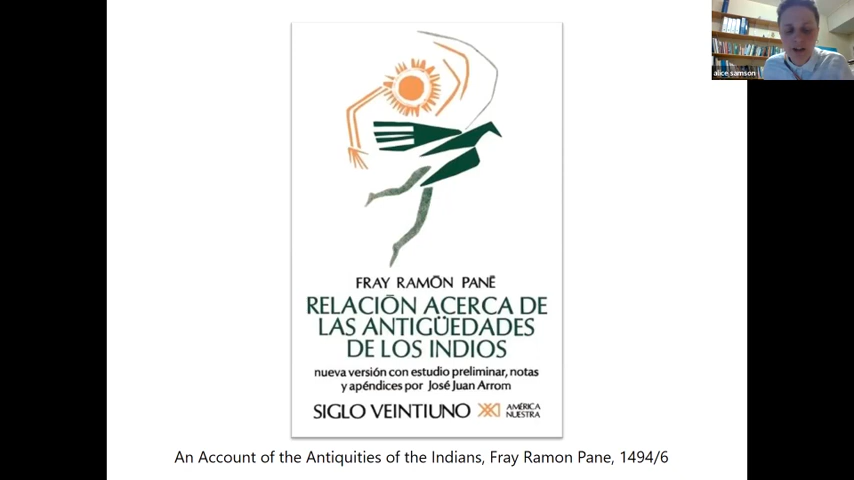 alice samson
FRAY RAMÓN PANÉ
RELACIÓN ACERCA DE
LAS ANTIGÜEDADES
DE LOS INDIOS
nueva versión con estudio preliminar, notas
y apéndices por José Juan Arrom
SIGLO VEINTIUNO
AMÉRICA
NUESTRA
An Account of the Antiquities of the Indians, Fray Ramon Pane, 1494/6